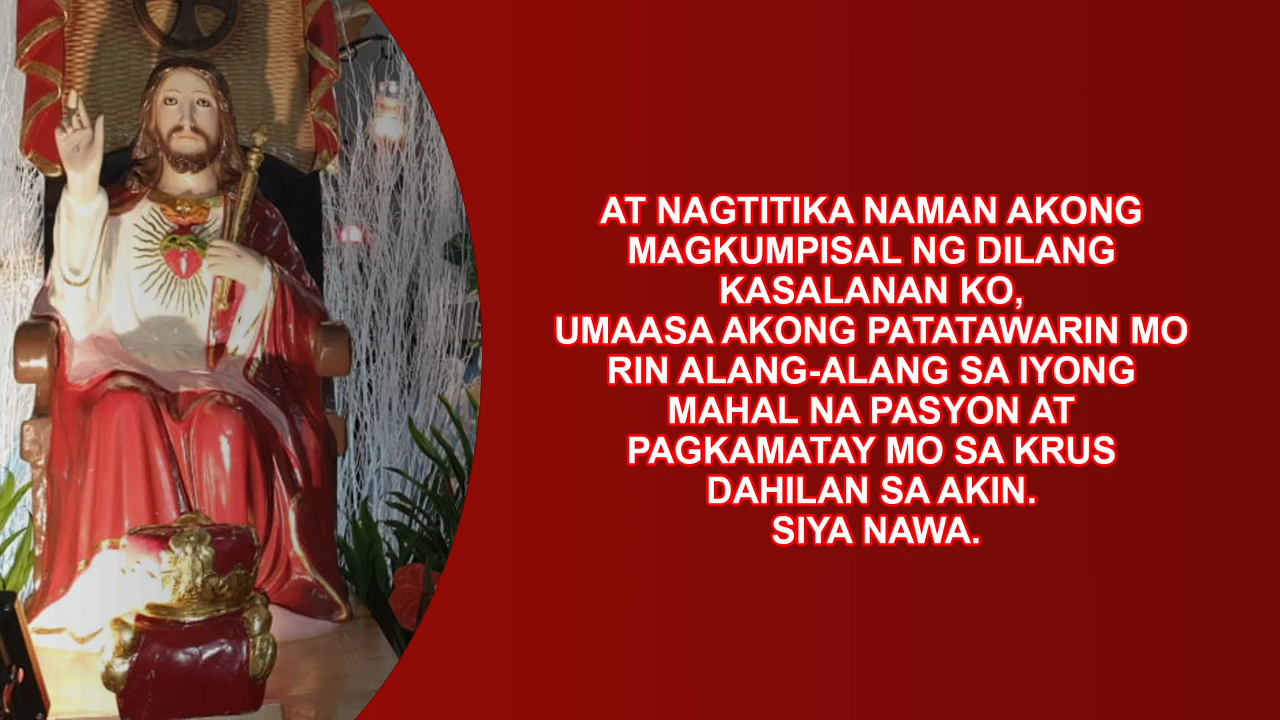 AT NAGTITIKA NAMAN AKONG
MAGKUMPISAL NG DILANG
KASALANAN KO,
UMAASA AKONG PATATAWARIN MO
RIN ALANG-ALANG SA IYONG
MAHAL NA PASYON AT
PAGKAMATAY MO SA KRUS
DAHILAN SA AKIN.
SIYA NAWA.